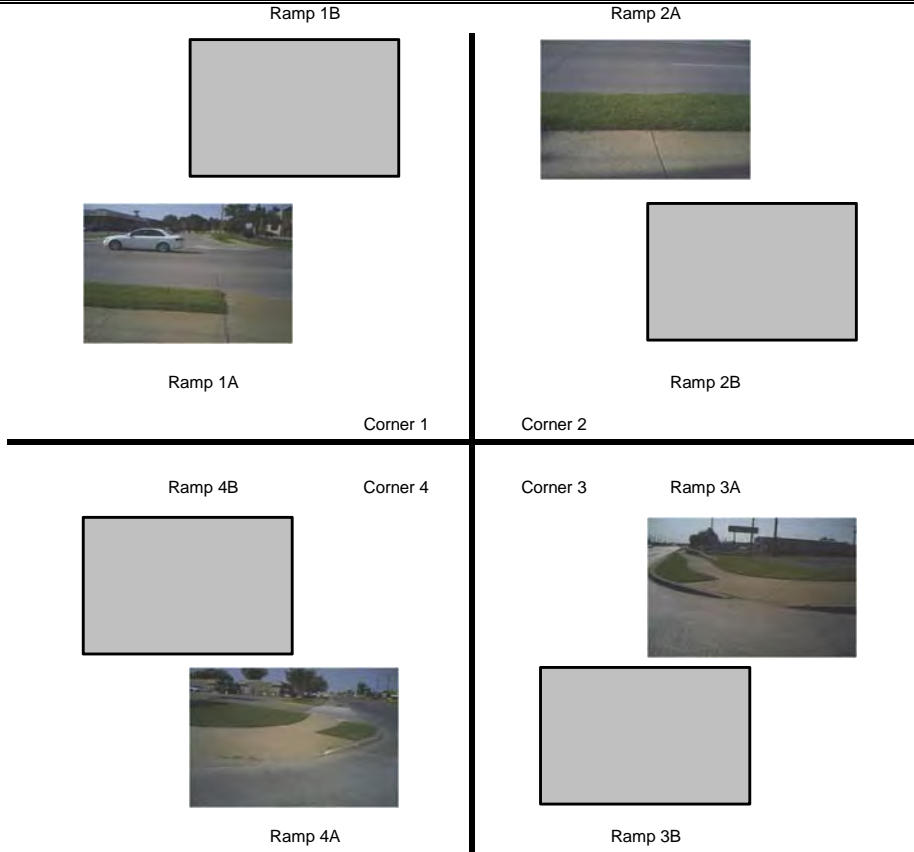 Ramp 1B Ramp 2A
Ramp 1A Ramp 2B
Corner 1 Corner 2
Ramp 4B Corner 4 Corner 3 Ramp 3A
Ramp 4A Ramp 3B